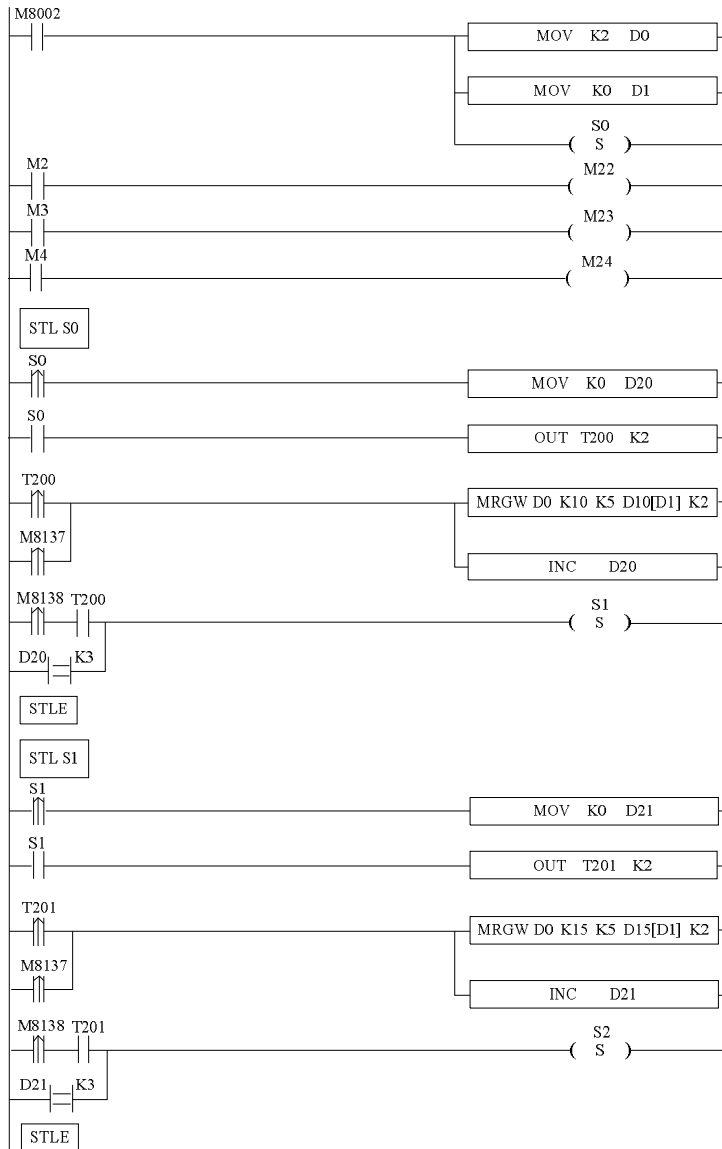 M8002
MOV K2 D0
MOV K0 D1
S0
S
M2
M22
M3
M23
M4
M24
STL S0
S0
MOV K0 D20
S0
OUT T200 K2
T200
MRGW D0 K10 K5 D10[D1] K2
M8137
INC D20
M8138 T200
S1
S
D20 K3
STLE
STL S1
S1
MOV K0 D21
S1
OUT T201 K2
T201
MRGW D0 K15 K5 D15[D1] K2
M8137
INC D21
M8138 T201
S2
S
D21 K3
STLE